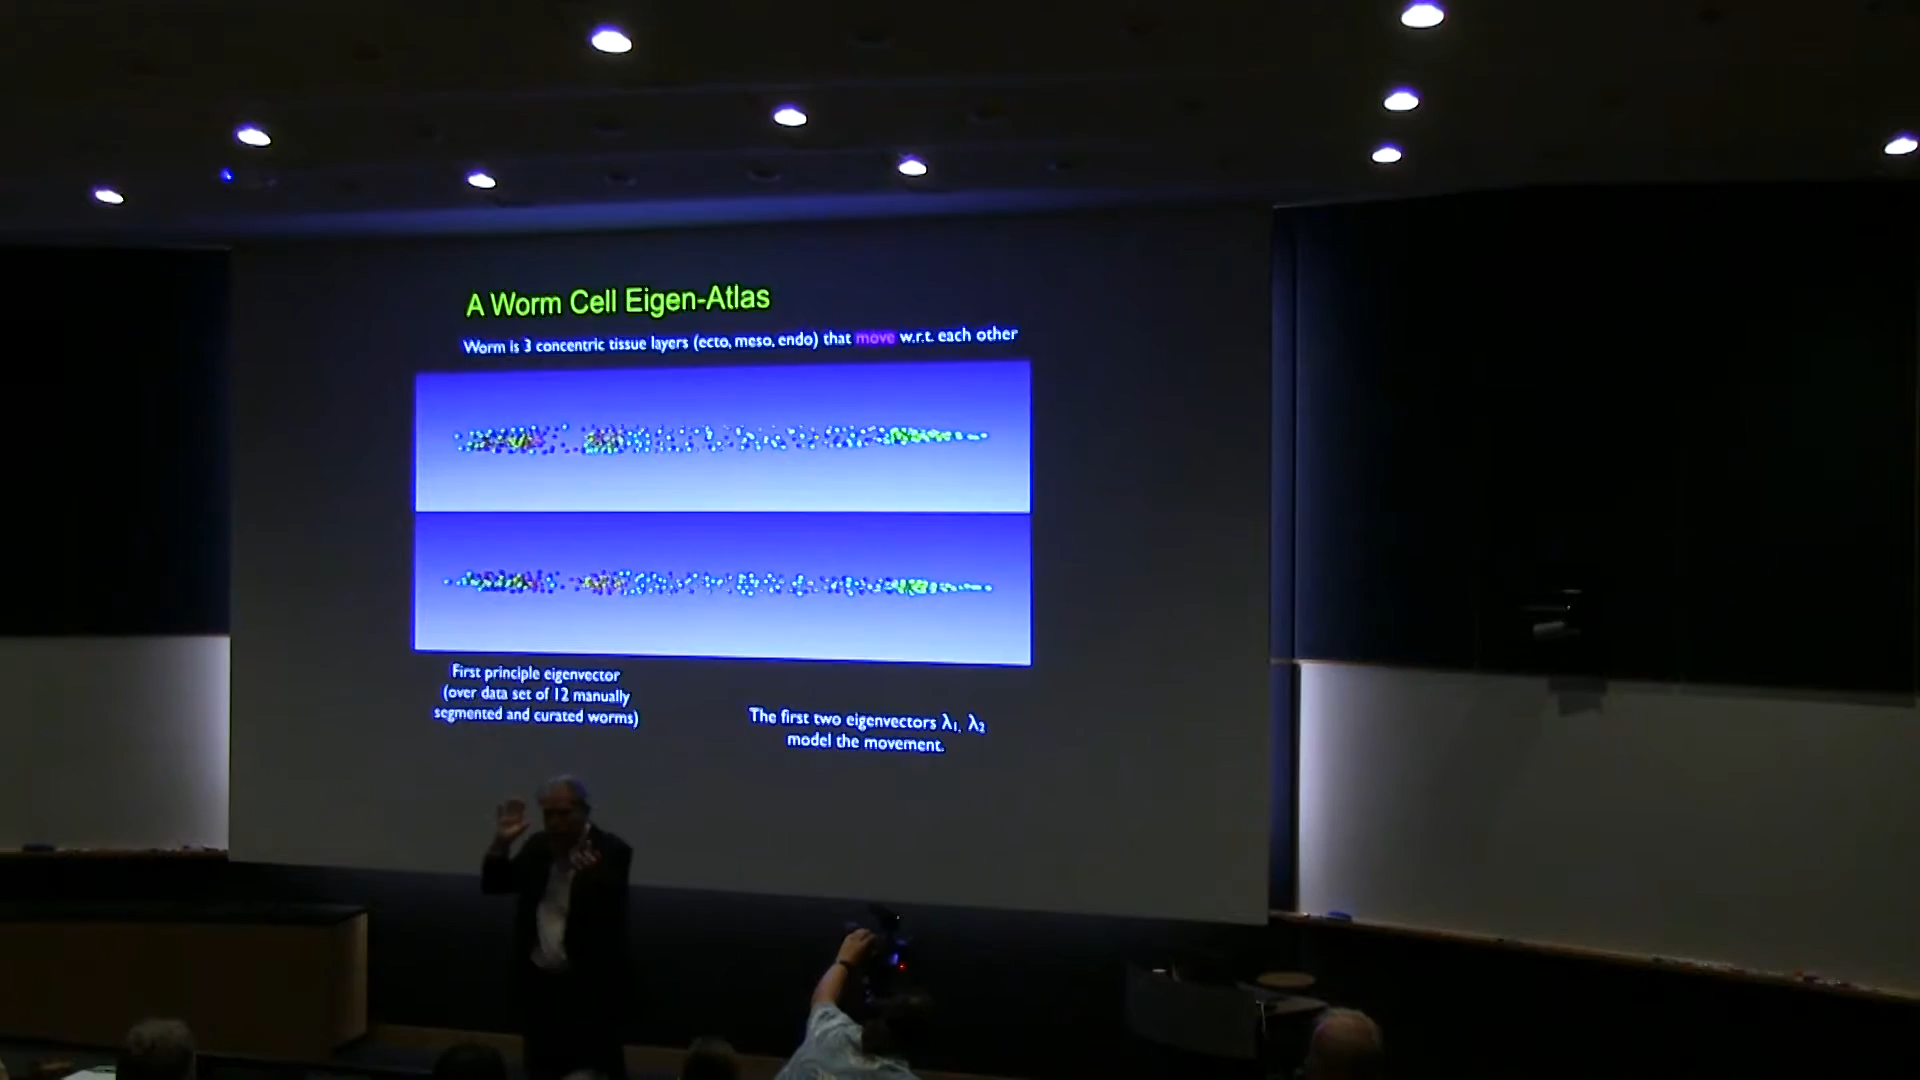 A Worm Cell Eigen-Atlas
Worm is 3 concentric tissue layers (ecto, meso, endo) that move w.r.t. each other
First principle eigenvector
(over data set of 12 manually
segmented and curated worms)
The first two eigenvectors λ₁, λ₂
model the movement.